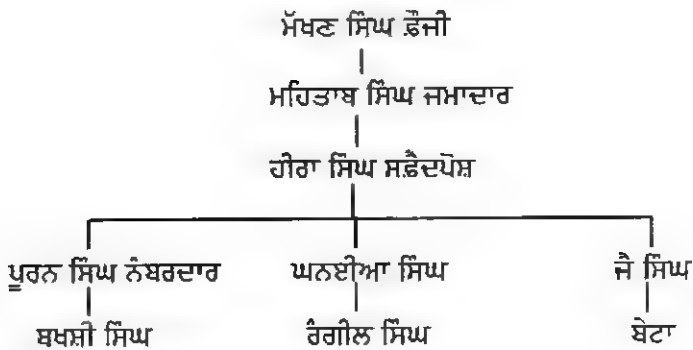 ਮੱਖਣ ਸਿੰਘ ਫ਼ੌਜੀ
ਮਹਿਤਾਬ ਸਿੰਘ ਜਮਾਦਾਰ
ਹੀਰਾ ਸਿੰਘ ਸਫ਼ੈਦਪੋਸ਼
ਪੂਰਨ ਸਿੰਘ ਨੰਬਰਦਾਰ ਘਨਈਆ ਸਿੰਘ ਜੈ ਸਿੰਘ
ਬਖਸ਼ੀ ਸਿੰਘ ਰੰਗੀਲ ਸਿੰਘ ਬੇਟਾ